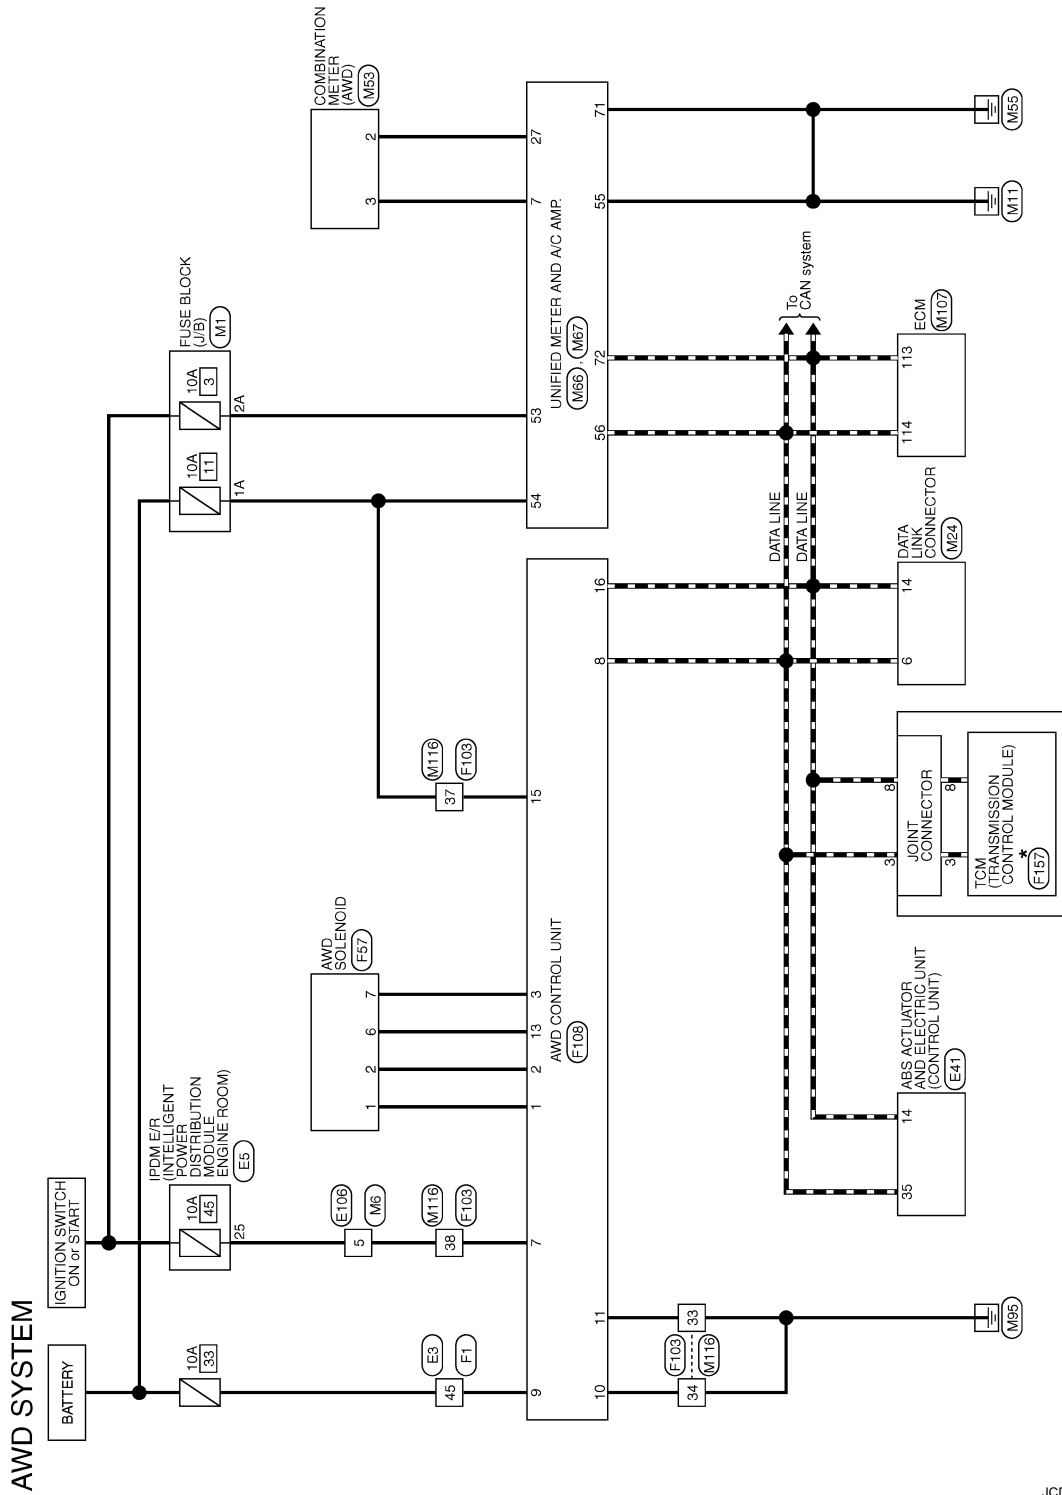 AWD SYSTEM
BATTERY
IGNITION SWITCH
ON or START
10A
33
10A
45
IPDM E/R
(INTELLIGENT
POWER
DISTRIBUTION
MODULE
ENGINE ROOM)
E5
25
10A
11
10A
3
FUSE BLOCK
(J/B)
M1
1A
2A
COMBINATION
METER
(AWD)
M53
3
2
AWD
SOLENOID
F57
1
2
6
7
45
E3
F1
5
E106
M6
38
M116
F103
37
M116
F103
9
7
1
2
13
3
15
54
53
7
27
AWD CONTROL UNIT
F108
UNIFIED METER AND A/C AMP.
M66
,
M67
10
11
8
16
56
72
55
71
34
33
F103
M116
DATA LINE
DATA LINE
To
CAN system
35
14
ABS ACTUATOR
AND ELECTRIC UNIT
(CONTROL UNIT)
E41
3
8
JOINT
CONNECTOR
3
8
TCM
(TRANSMISSION
CONTROL MODULE)
*
F157
6
14
DATA
LINK
CONNECTOR
M24
114
113
ECM
M107
M95
M11
M55